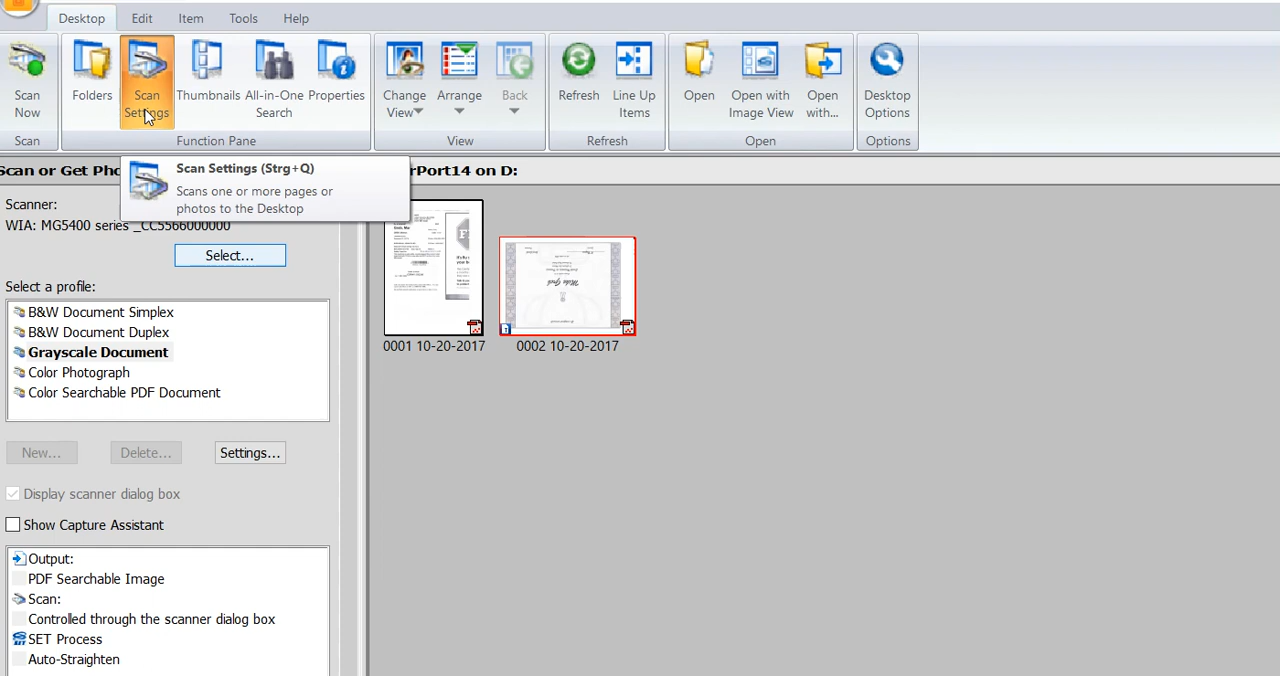 Desktop Edit Item Tools Help
Scan Now
Folders
Scan Settings
Thumbnails
All-in-One Search
Properties
Change View
Arrange
Back
Refresh
Line Up Items
Open
Open with Image View
Open with...
Desktop Options
Scan
Function Pane
View
Refresh
Open
Options
Scan Settings (Strg+Q)
Scans one or more pages or
photos to the Desktop
Scan or Get Pho
rPort14 on D:
Scanner:
WIA: MG5400 series _CC5566000000
Select...
Select a profile:
B&W Document Simplex
B&W Document Duplex
Grayscale Document
Color Photograph
Color Searchable PDF Document
New... Delete... Settings...
Display scanner dialog box
Show Capture Assistant
Output:
PDF Searchable Image
Scan:
Controlled through the scanner dialog box
SET Process
Auto-Straighten
0001 10-20-2017
0002 10-20-2017